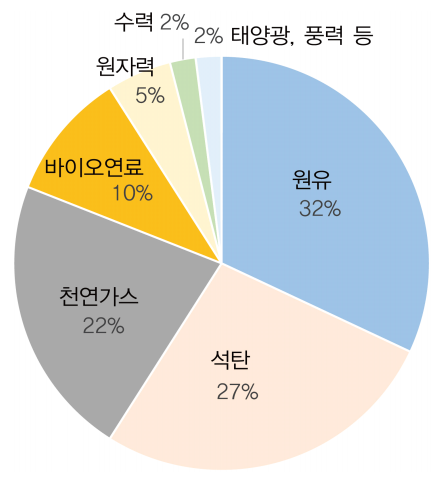 수력 2%
2% 태양광, 풍력 등
원자력
5%
바이오연료
10%
원유
32%
천연가스
22%
석탄
27%